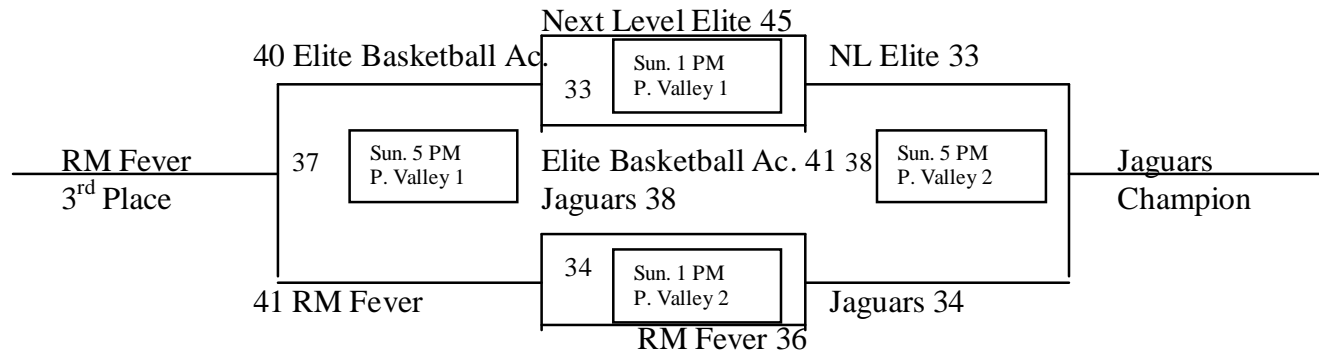 Next Level Elite 45
40 Elite Basketball Ac.
Sun. 1 PM
P. Valley 1
NL Elite 33
33
RM Fever
3rd Place
37
Sun. 5 PM
P. Valley 1
Elite Basketball Ac. 41
Jaguars 38
38
Sun. 5 PM
P. Valley 2
Jaguars
Champion
34
Sun. 1 PM
P. Valley 2
41 RM Fever
Jaguars 34
RM Fever 36